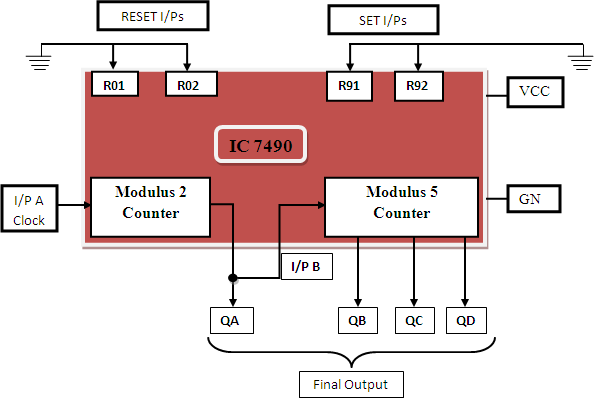 RESET I/Ps
SET I/Ps
R01
R02
R91
R92
VCC
IC 7490
I/P A
Clock
Modulus 2
Counter
Modulus 5
Counter
GN
I/P B
QA
QB
QC
QD
Final Output